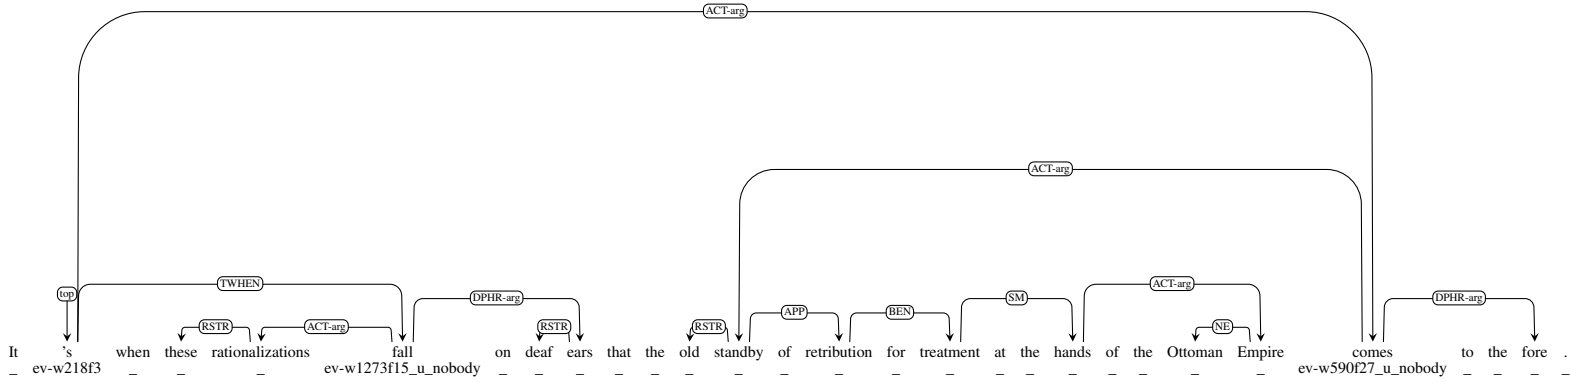 ACT-arg
ACT-arg
top TWHEN DPHR-arg APP BEN SM ACT-arg DPHR-arg
RSTR ACT-arg RSTR RSTR NE
It 's when these rationalizations fall on deaf ears that the old standby of retribution for treatment at the hands of the Ottoman Empire comes to the fore .
_ ev-w218f3 _ _ _ ev-w1273f15_u_nobody _ _ _ _ _ _ _ _ _ _ _ _ _ _ _ _ _ _ ev-w590f27_u_nobody _ _ _ _